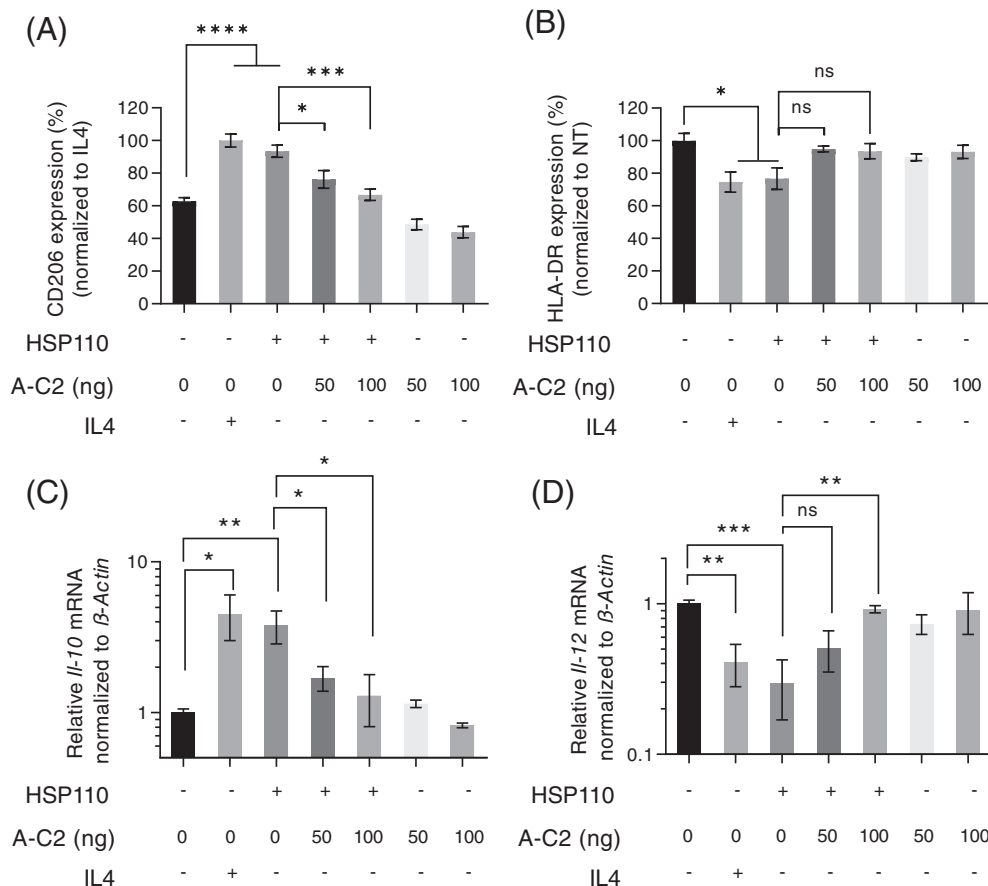 (A)
****
***
*
CD206 expression (%)
(normalized to IL4)
120
100
80
60
40
20
0
HSP110 - - + + + - -
A-C2 (ng) 0 0 0 50 100 50 100
IL4 - + - - - - -
(B)
ns
*
ns
HLA-DR expression (%)
(normalized to NT)
120
100
80
60
40
20
0
HSP110 - - + + + - -
A-C2 (ng) 0 0 0 50 100 50 100
IL4 - + - - - - -
(C)
*
*
**
*
Relative Il-10 mRNA
normalized to β-Actin
10
1
HSP110 - - + + + - -
A-C2 (ng) 0 0 0 50 100 50 100
IL4 - + - - - - -
(D)
**
ns
***
**
Relative Il-12 mRNA
normalized to β-Actin
1
0.1
HSP110 - - + + + - -
A-C2 (ng) 0 0 0 50 100 50 100
IL4 - + - - - - -